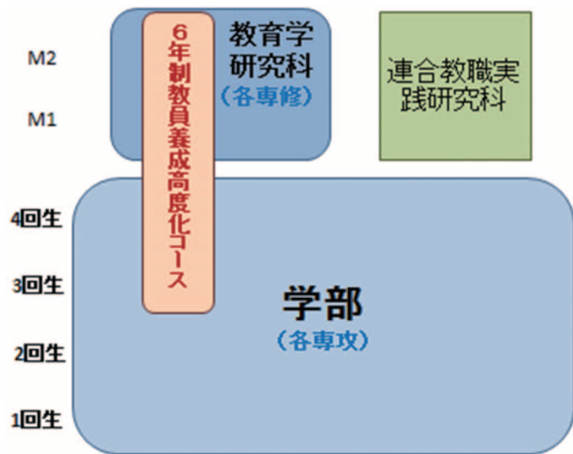 M2
M1
4回生
3回生
2回生
1回生
6年制教員養成高度化コース
教育学
研究科
(各専修)
連合教職実
践研究科
学部
(各専攻)